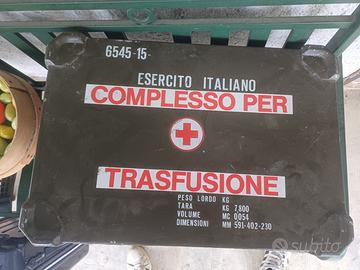 6545-15-
ESERCITO ITALIANO
COMPLESSO PER
TRASFUSIONE
PESO LORDO KG
TARA KG 7,800
VOLUME MC 0054
DIMENSIONI MM 591-402-230
subito